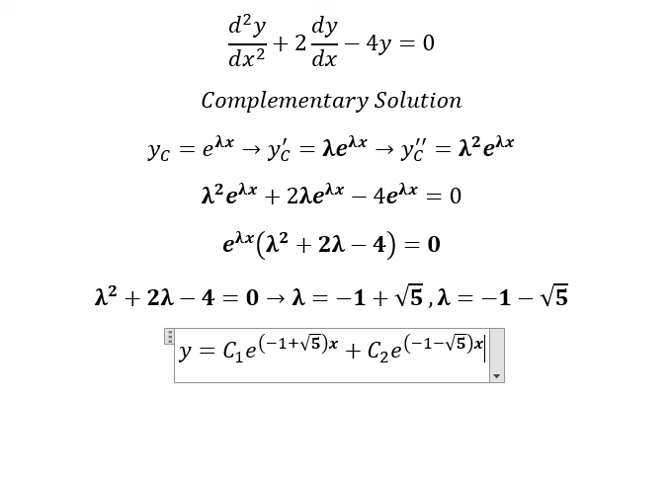 d²y/dx² + 2 dy/dx − 4y = 0
Complementary Solution
y_C = e^{λx} → y′_C = λe^{λx} → y″_C = λ²e^{λx}
λ²e^{λx} + 2λe^{λx} − 4e^{λx} = 0
e^{λx}(λ² + 2λ − 4) = 0
λ² + 2λ − 4 = 0 → λ = −1 + √5 , λ = −1 − √5
y = C₁e^{(−1+√5)x} + C₂e^{(−1−√5)x}